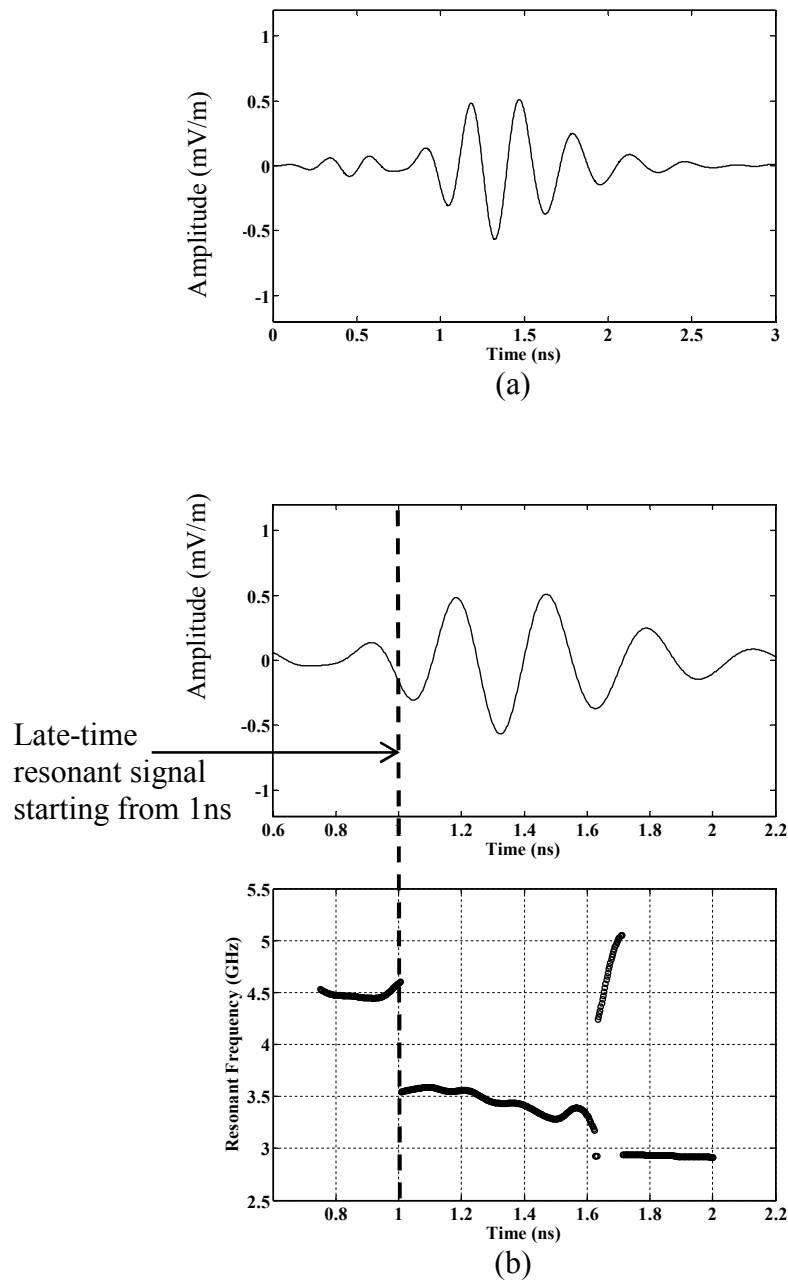 Amplitude (mV/m)
1
0.5
0
-0.5
-1
0 0.5 1 1.5 2 2.5 3
Time (ns)
(a)
Amplitude (mV/m)
1
0.5
0
-0.5
-1
Late-time
resonant signal
starting from 1ns
0.6 0.8 1 1.2 1.4 1.6 1.8 2 2.2
Time (ns)
Resonant Frequency (GHz)
5.5
5
4.5
4
3.5
3
2.5
0.8 1 1.2 1.4 1.6 1.8 2 2.2
Time (ns)
(b)